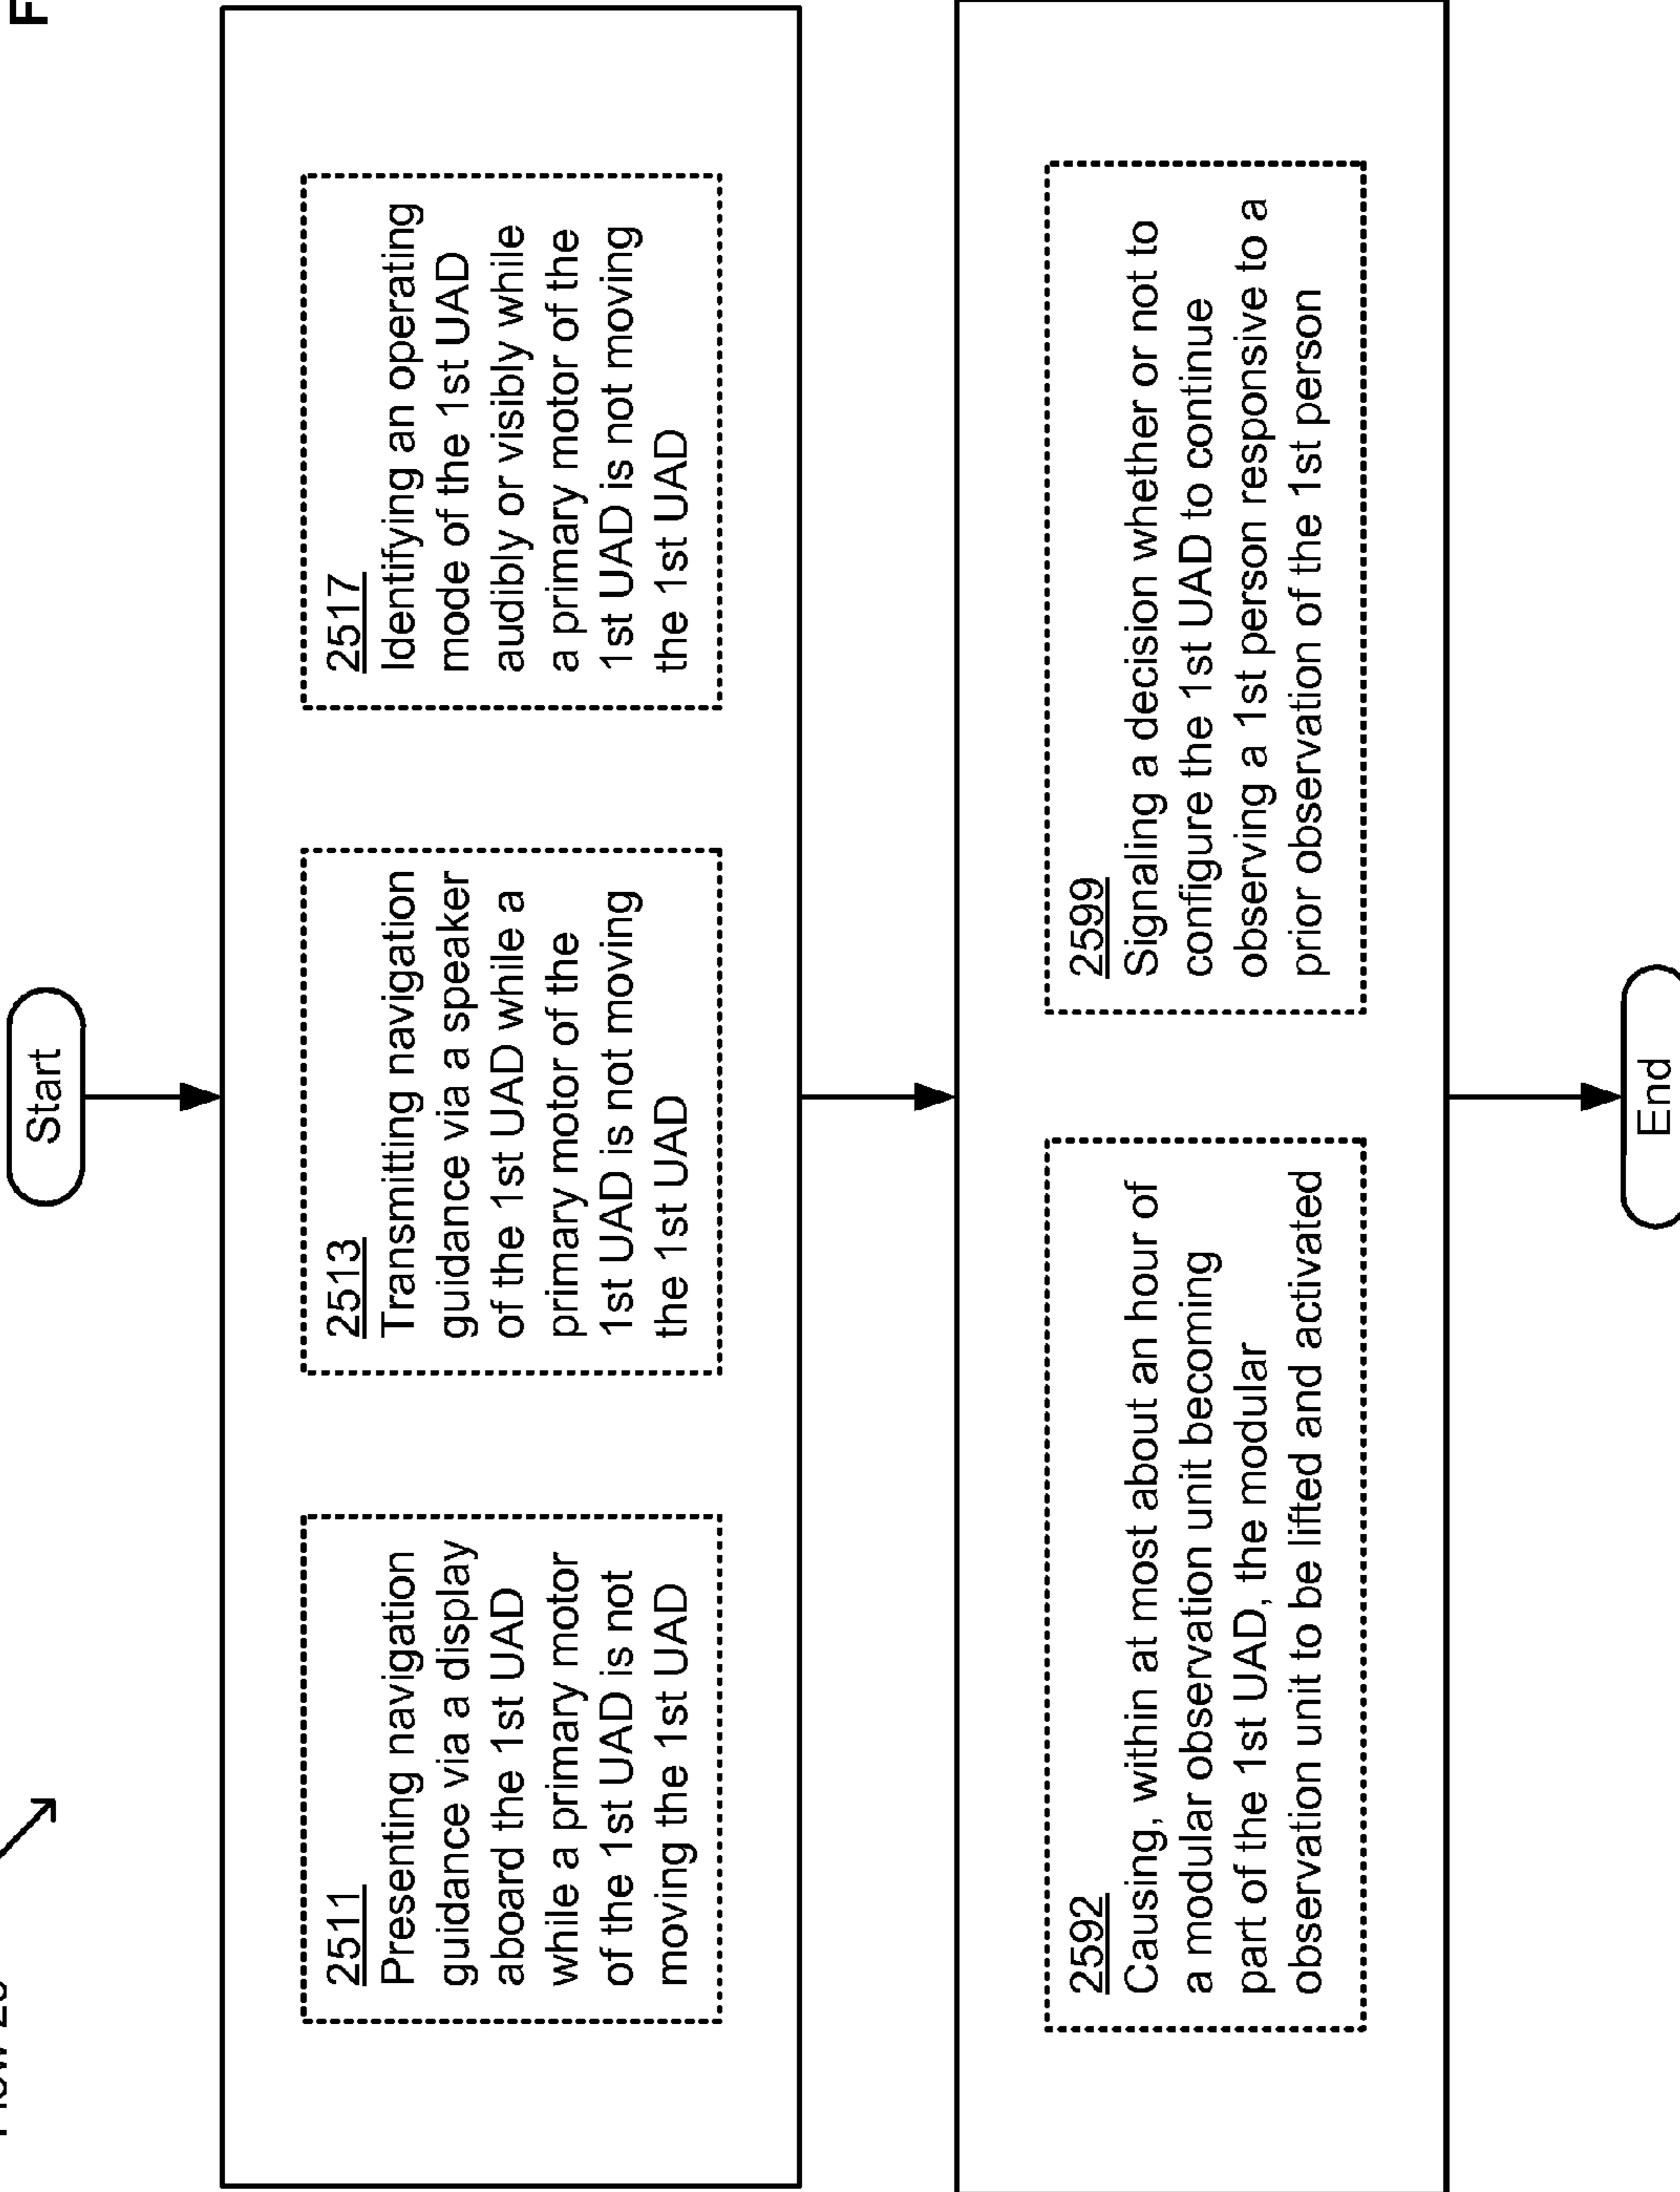 Start
2511
Presenting navigation
guidance via a display
aboard the 1st UAD
while a primary motor
of the 1st UAD is not
moving the 1st UAD
2513
Transmitting navigation
guidance via a speaker
of the 1st UAD while a
primary motor of the
1st UAD is not moving
the 1st UAD
2517
Identifying an operating
mode of the 1st UAD
audibly or visibly while
a primary motor of the
1st UAD is not moving
the 1st UAD
2592
Causing, within at most about an hour of
a modular observation unit becoming
part of the 1st UAD, the modular
observation unit to be lifted and activated
2599
Signaling a decision whether or not to
configure the 1st UAD to continue
observing a 1st person responsive to a
prior observation of the 1st person
End